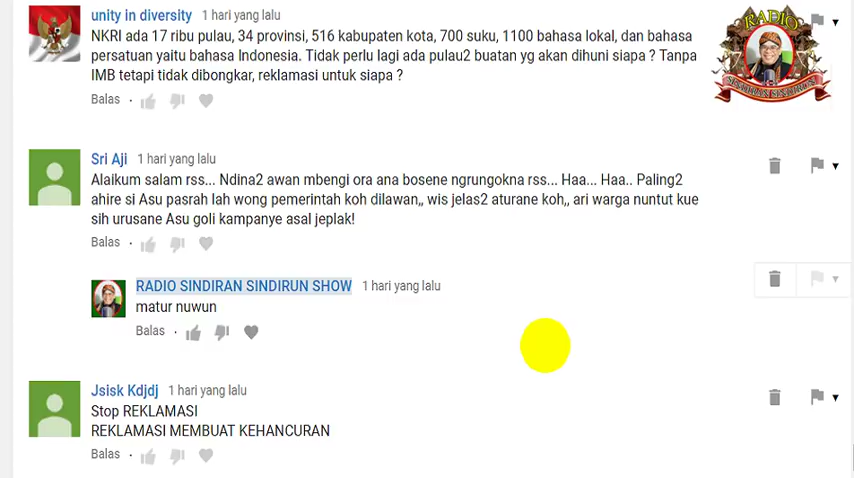 unity in diversity 1 hari yang lalu
NKRI ada 17 ribu pulau, 34 provinsi, 516 kabupaten kota, 700 suku, 1100 bahasa lokal, dan bahasa
persatuan yaitu bahasa Indonesia. Tidak perlu lagi ada pulau2 buatan yg akan dihuni siapa ? Tanpa
IMB tetapi tidak dibongkar, reklamasi untuk siapa ?
Balas
RADIO
SINDIRAN SINDIRUN
Sri Aji 1 hari yang lalu
Alaikum salam rss... Ndina2 awan mbengi ora ana bosene ngrungokna rss... Haa... Haa.. Paling2
ahire si Asu pasrah lah wong pemerintah koh dilawan,, wis jelas2 aturane koh,, ari warga nuntut kue
sih urusane Asu goli kampanye asal jeplak!
Balas
RADIO SINDIRAN SINDIRUN SHOW 1 hari yang lalu
matur nuwun
Balas
Jsisk Kdjdj 1 hari yang lalu
Stop REKLAMASI
REKLAMASI MEMBUAT KEHANCURAN
Balas